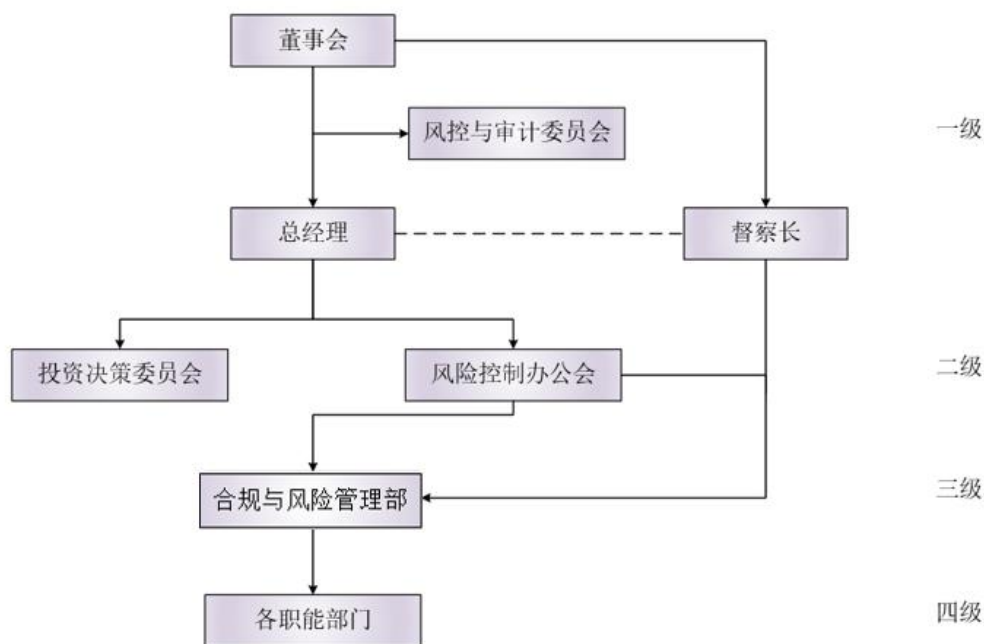 董事会
风控与审计委员会
一级
总经理
督察长
投资决策委员会
风险控制办公会
二级
合规与风险管理部
三级
各职能部门
四级